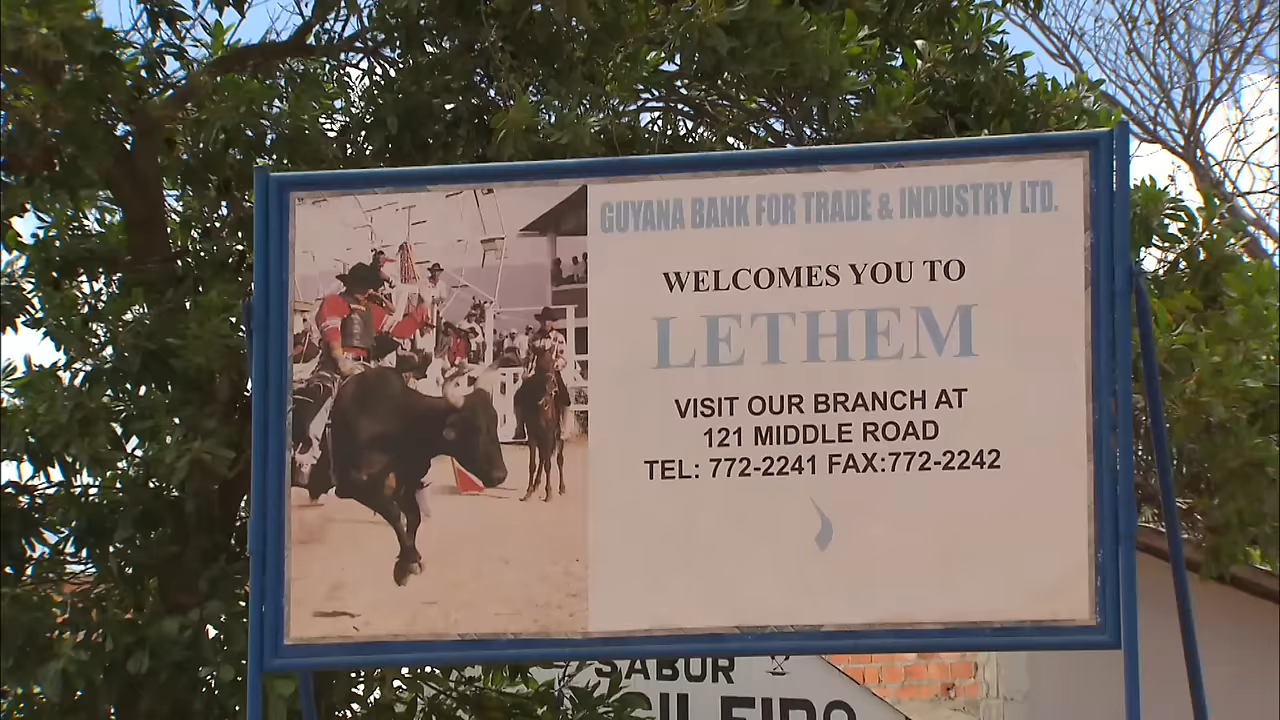 GUYANA BANK FOR TRADE & INDUSTRY LTD.
WELCOMES YOU TO
LETHEM
VISIT OUR BRANCH AT
121 MIDDLE ROAD
TEL: 772-2241 FAX:772-2242
SABOR